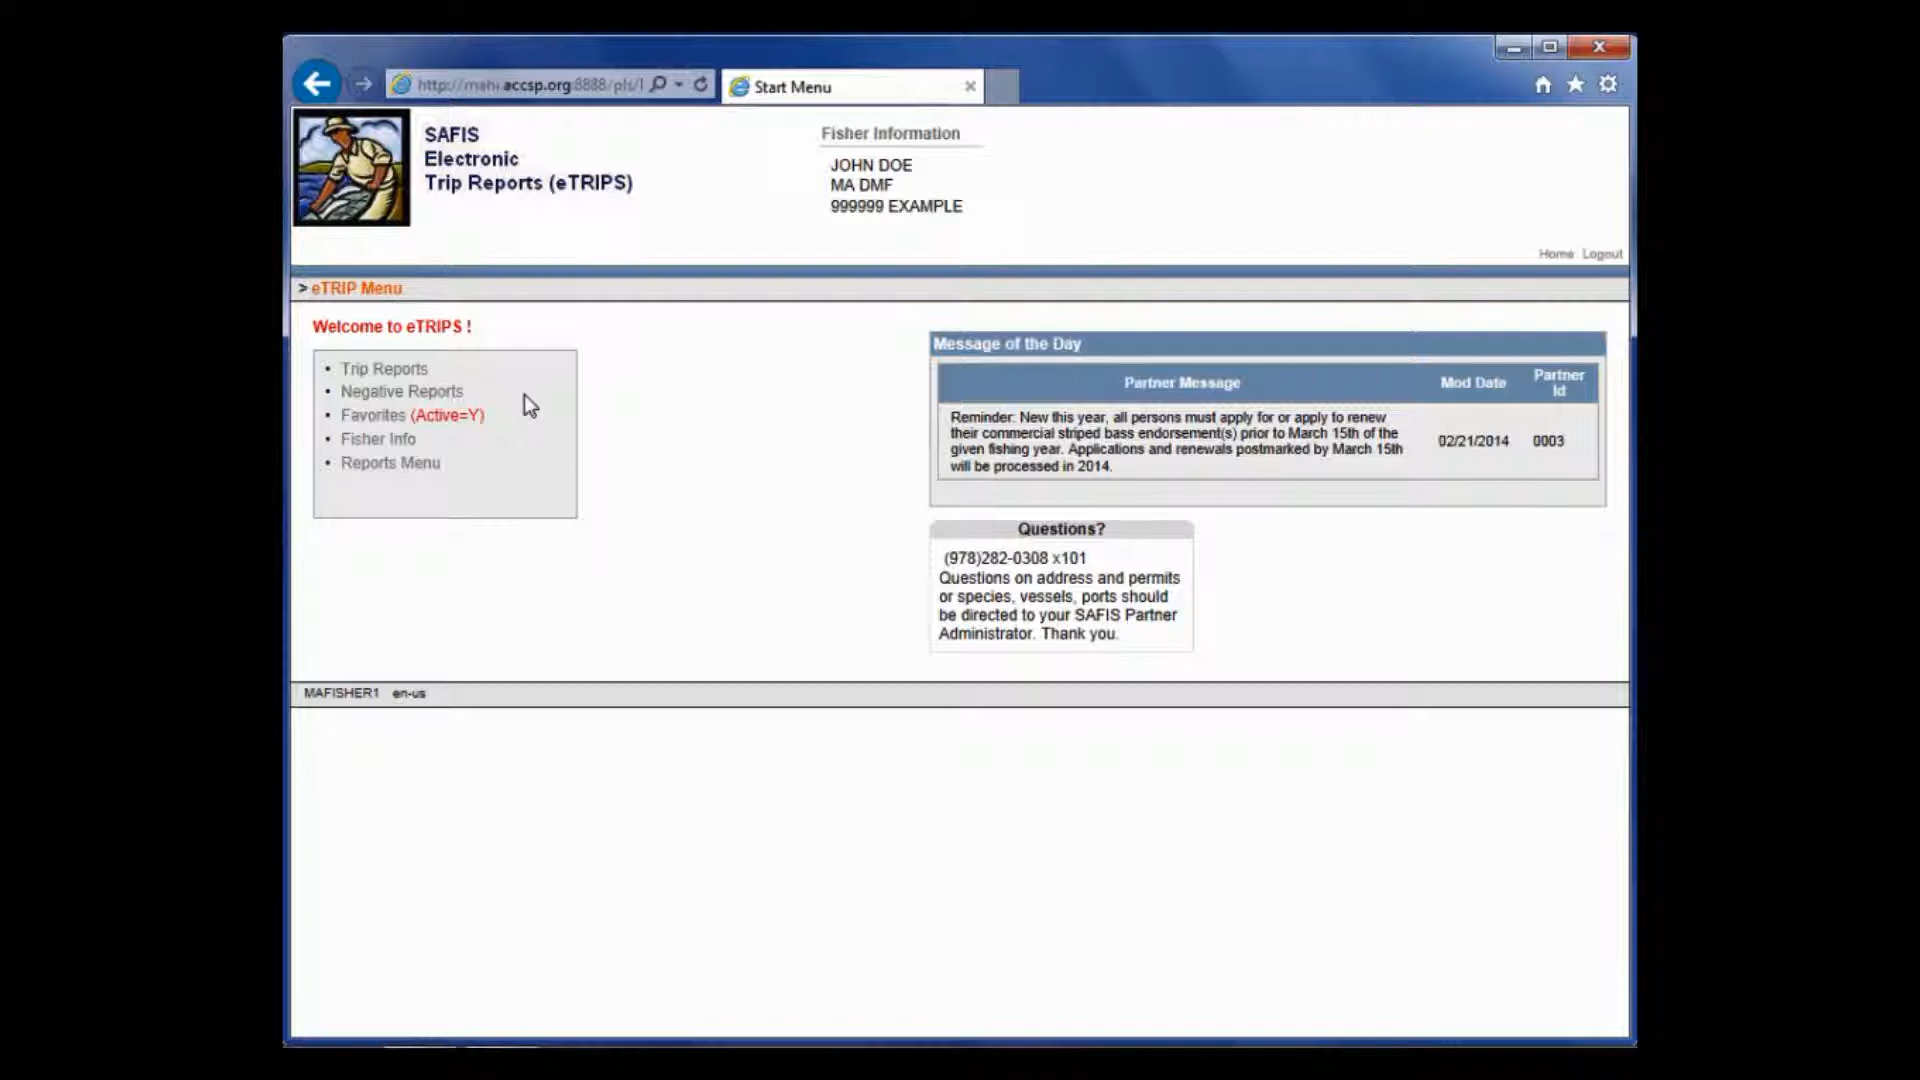 http://mahi.accsp.org:8888/pls/
Start Menu
SAFIS
Electronic
Trip Reports (eTRIPS)
Fisher Information
JOHN DOE
MA DMF
999999 EXAMPLE
Home Logout
> eTRIP Menu
Welcome to eTRIPS !
• Trip Reports
• Negative Reports
• Favorites (Active=Y)
• Fisher Info
• Reports Menu
Message of the Day
Partner Message Mod Date Partner Id
Reminder: New this year, all persons must apply for or apply to renew
their commercial striped bass endorsement(s) prior to March 15th of the
given fishing year. Applications and renewals postmarked by March 15th
will be processed in 2014.
02/21/2014 0003
Questions?
(978)282-0308 x101
Questions on address and permits
or species, vessels, ports should
be directed to your SAFIS Partner
Administrator. Thank you.
MAFISHER1 en-us